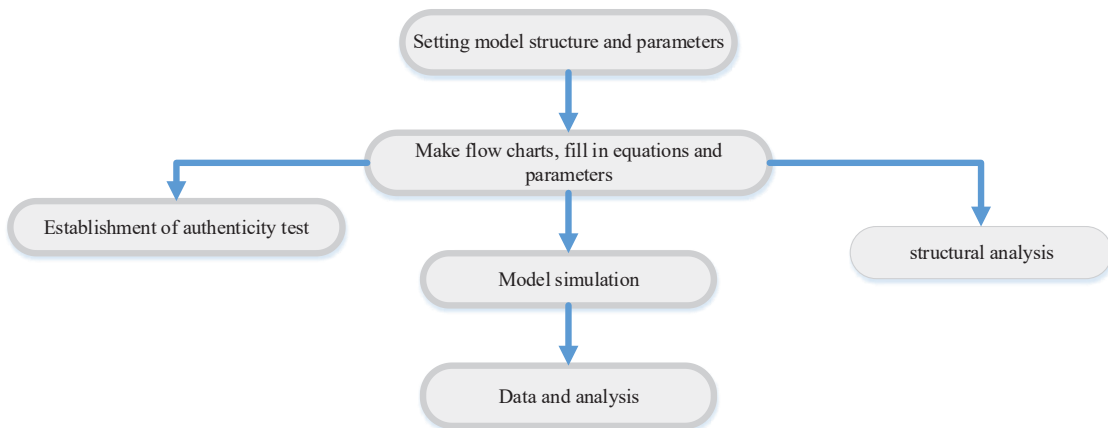 Setting model structure and parameters
Make flow charts, fill in equations and
parameters
Establishment of authenticity test
structural analysis
Model simulation
Data and analysis